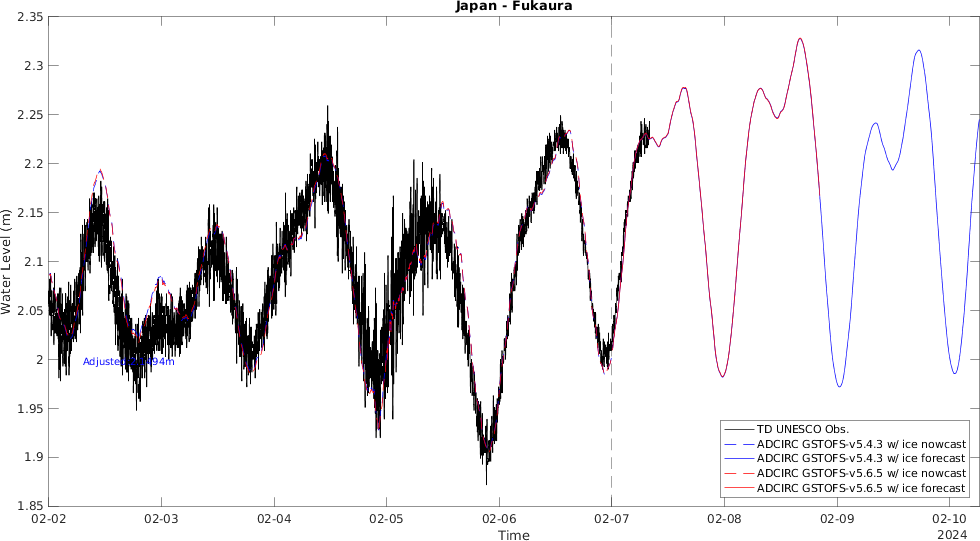 Japan - Fukaura
2.35
2.3
2.25
2.2
2.15
2.1
2.05
2
1.95
1.9
1.85
Water Level (m)
Adjusted
TD UNESCO Obs.
ADCIRC GSTOFS-v5.4.3 w/ ice nowcast
ADCIRC GSTOFS-v5.4.3 w/ ice forecast
ADCIRC GSTOFS-v5.6.5 w/ ice nowcast
ADCIRC GSTOFS-v5.6.5 w/ ice forecast
02-02 02-03 02-04 02-05 02-06 02-07 02-08 02-09 02-10
Time
2024